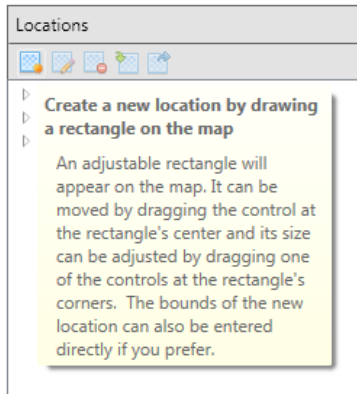 Locations
Create a new location by drawing
a rectangle on the map
An adjustable rectangle will
appear on the map. It can be
moved by dragging the control at
the rectangle's center and its size
can be adjusted by dragging one
of the controls at the rectangle's
corners.  The bounds of the new
location can also be entered
directly if you prefer.